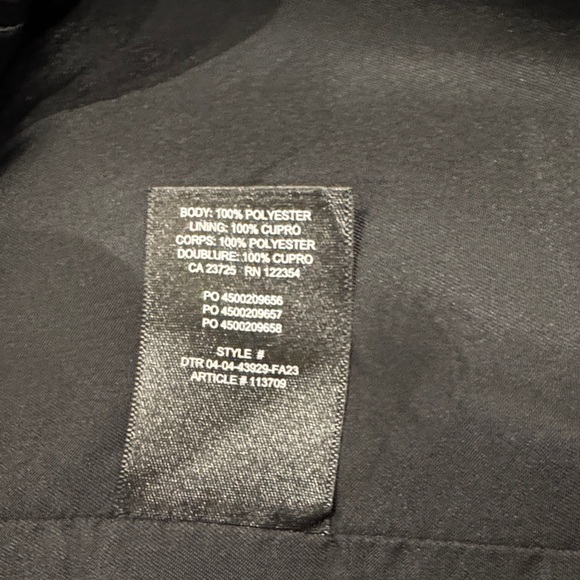 BODY: 100% POLYESTER
LINING: 100% CUPRO
CORPS: 100% POLYESTER
DOUBLURE: 100% CUPRO
CA 23725 RN 122354
PO 4500209656
PO 4500209657
PO 4500209658
STYLE #
DTR 04-04-43929-FA23
ARTICLE # 113709